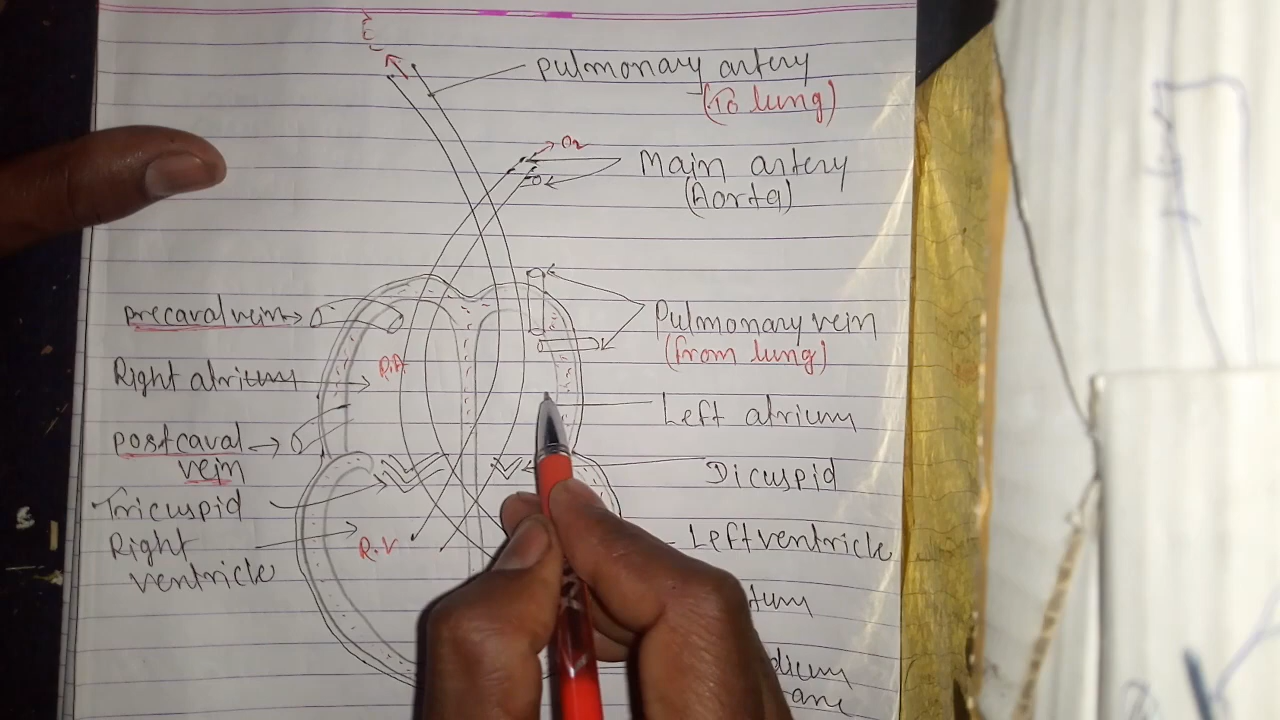 Pulmonary artery
(To lung)
O₂
Main artery
(Aorta)
precaval vein
Pulmonary vein
(from lung)
R.A
Right atrium
Left atrium
postcaval
vein
Dicuspid
Tricuspid
Right
ventricle
R.V
Left ventricle